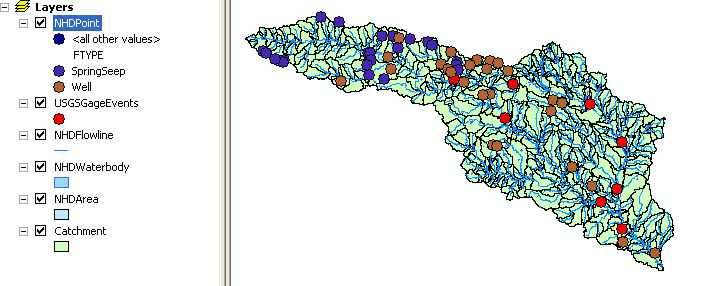 Layers
NHDPoint
<all other values>
FTYPE
SpringSeep
Well
USGSGageEvents
NHDFlowline
NHDWaterbody
NHDArea
Catchment